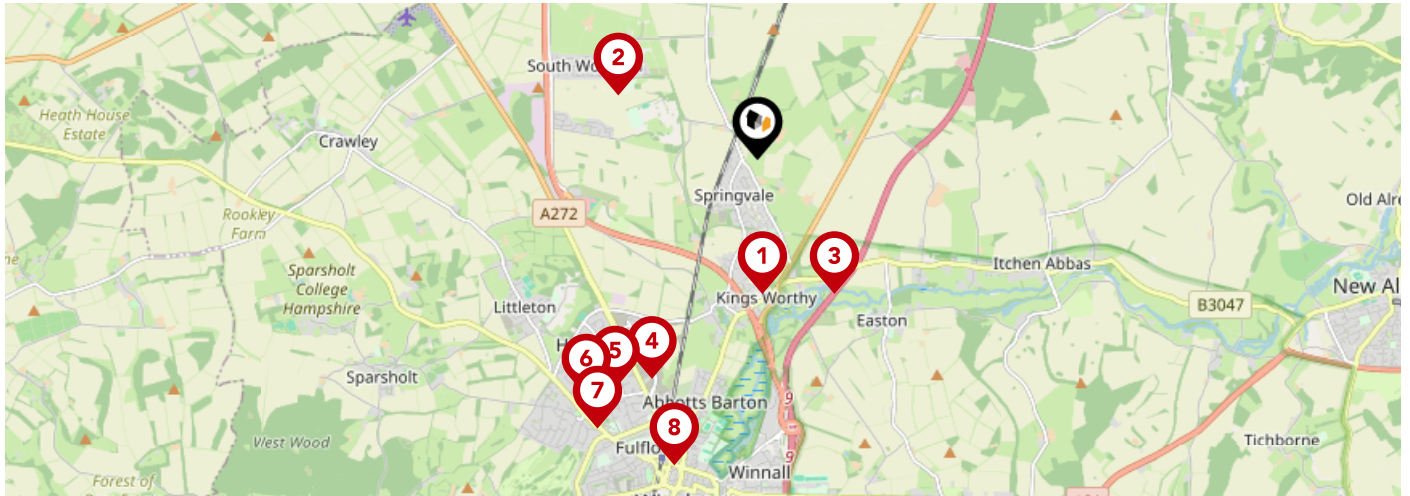 2
South Wo
Heath House
Estate
Crawley
Springvale
Old Alre
A272
Rookley
Farm
1
3
Itchen Abbas
Sparsholt
College
Hampshire
New Al
Kings Worthy
B3047
Littleton
Easton
4
5
6
H
Sparsholt
7
Abbotts Barton
9
8
West Wood
Fulflo
Tichborne
9
Winnall
Forest of